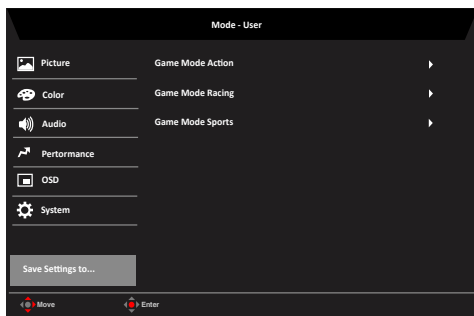 Mode - User
Picture
Game Mode Action
Color
Game Mode Racing
Audio
Game Mode Sports
Pertormance
OSD
System
Save Settings to...
Move
Enter